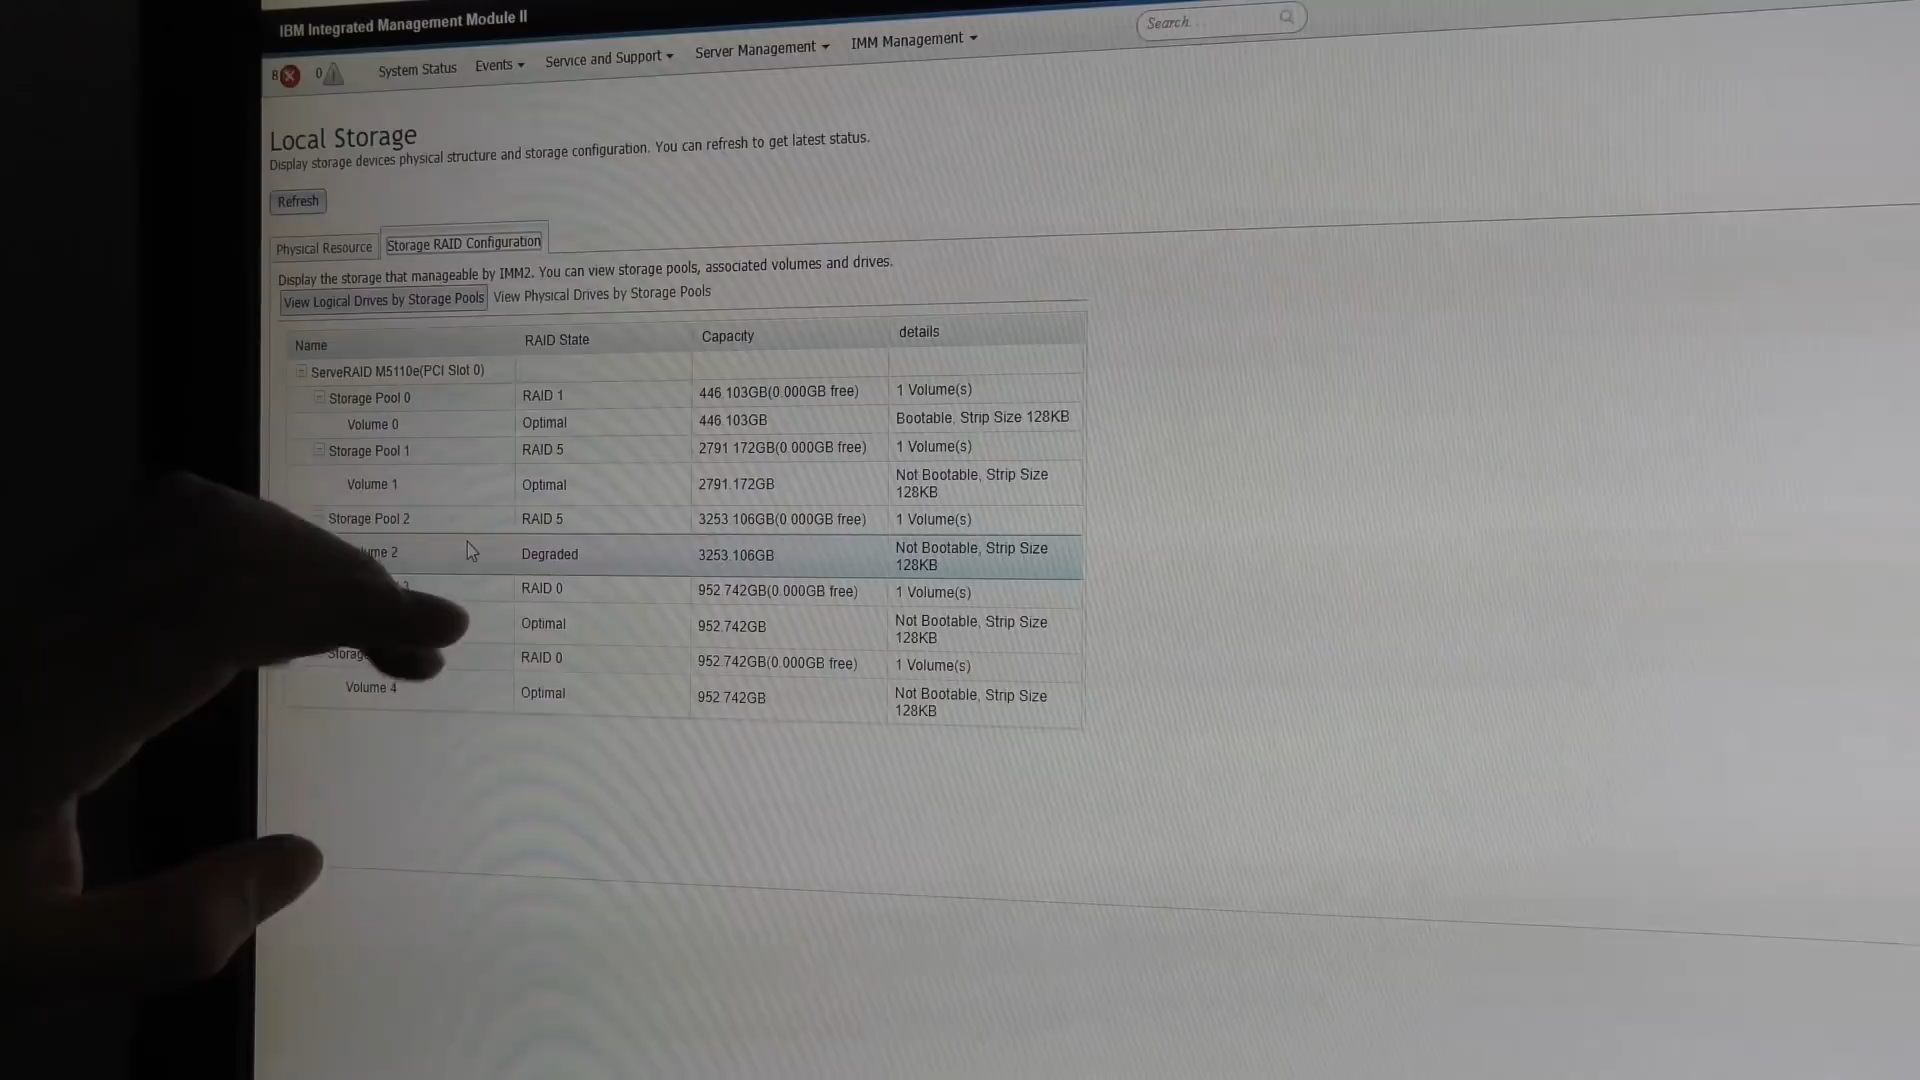 IBM Integrated Management Module II
Search...
8 0 System Status Events Service and Support Server Management IMM Management
Local Storage
Display storage devices physical structure and storage configuration. You can refresh to get latest status.
Refresh
Physical Resource Storage RAID Configuration
Display the storage that manageable by IMM2. You can view storage pools, associated volumes and drives.
View Logical Drives by Storage Pools View Physical Drives by Storage Pools
Name RAID State Capacity details
ServeRAID M5110e(PCI Slot 0)
Storage Pool 0 RAID 1 446.103GB(0.000GB free) 1 Volume(s)
Volume 0 Optimal 446.103GB Bootable, Strip Size 128KB
Storage Pool 1 RAID 5 2791.172GB(0.000GB free) 1 Volume(s)
Volume 1 Optimal 2791.172GB Not Bootable, Strip Size
128KB
Storage Pool 2 RAID 5 3253.106GB(0.000GB free) 1 Volume(s)
2 Degraded 3253.106GB Not Bootable, Strip Size
128KB
RAID 0 952.742GB(0.000GB free) 1 Volume(s)
Optimal 952.742GB Not Bootable, Strip Size
128KB
RAID 0 952.742GB(0.000GB free) 1 Volume(s)
Volume 4 Optimal 952.742GB Not Bootable, Strip Size
128KB